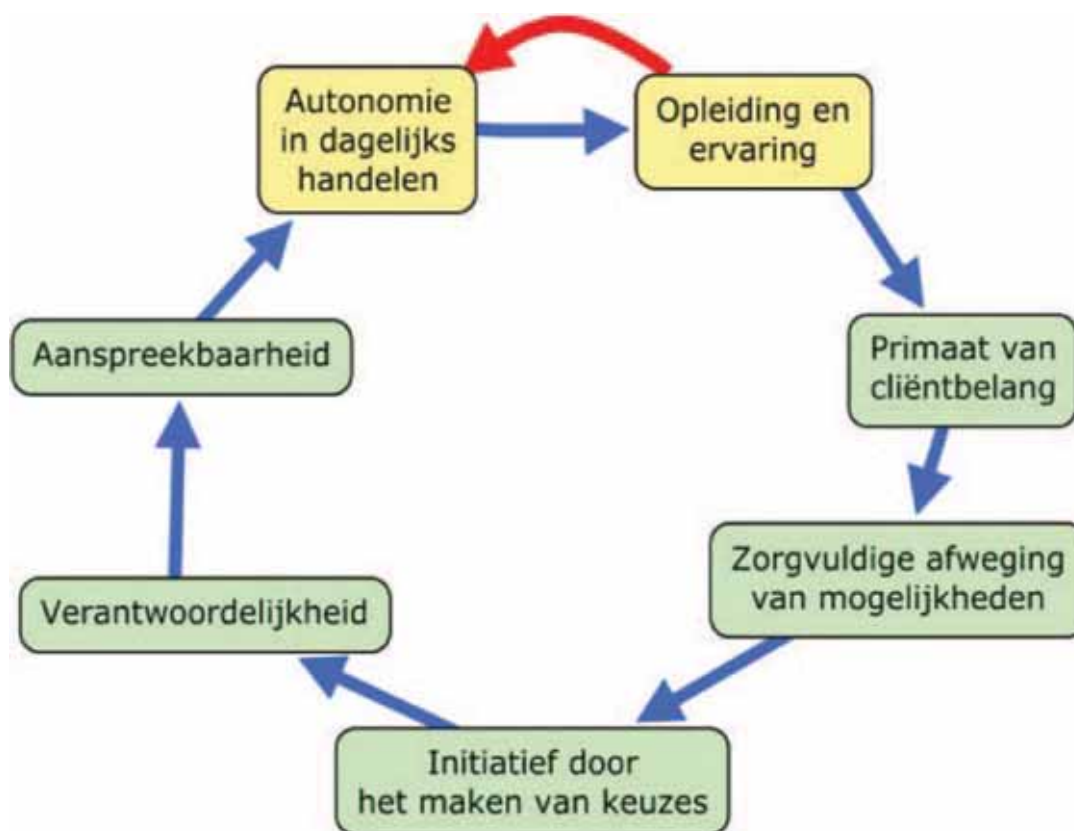 Autonomie
in dagelijks
handelen
Opleiding en
ervaring
Primaat van
cliëntbelang
Zorgvuldige afweging
van mogelijkheden
Initiatief door
het maken van keuzes
Verantwoordelijkheid
Aanspreekbaarheid